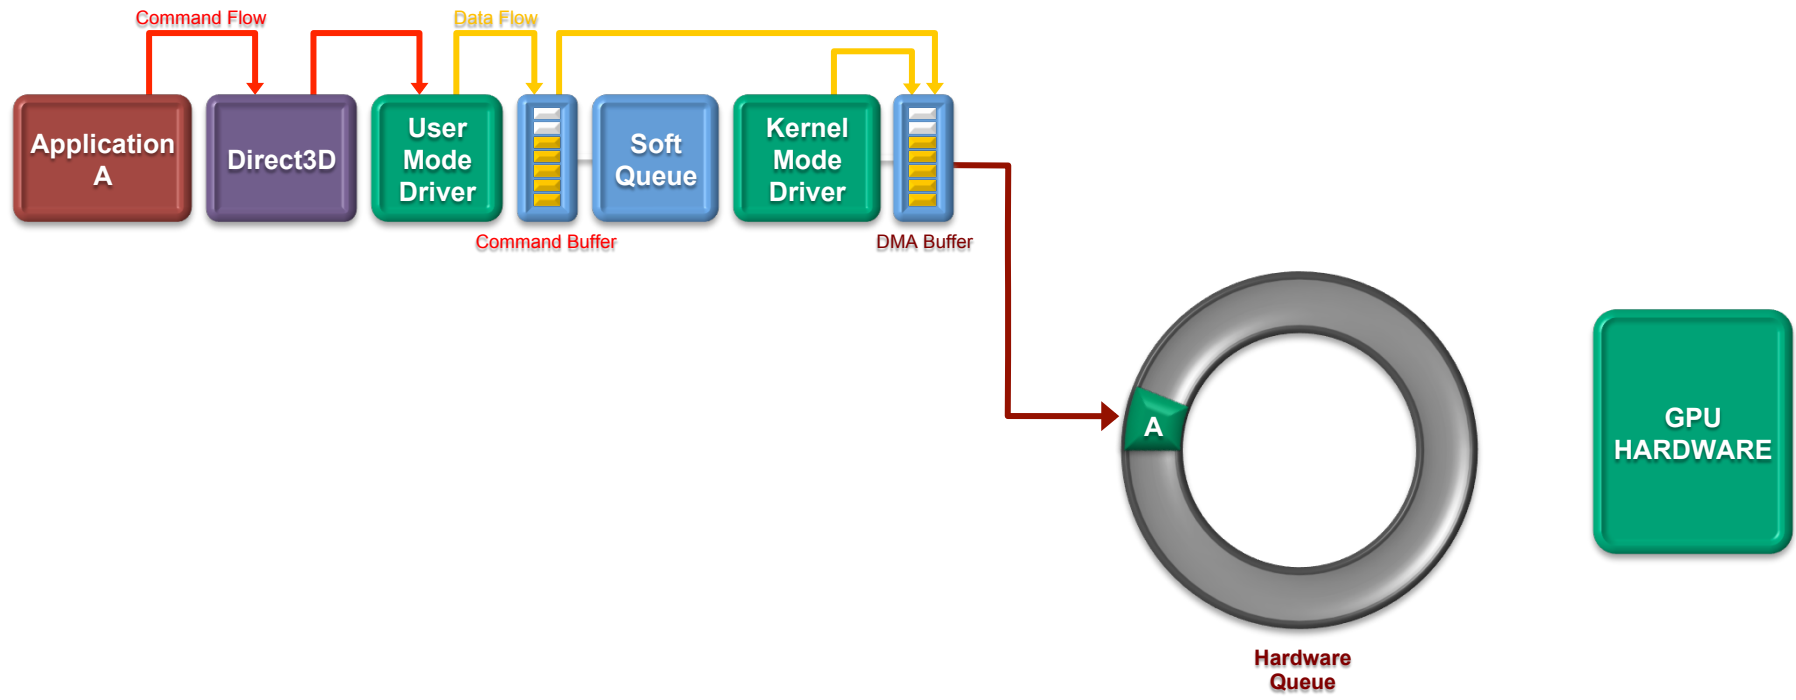 Command Flow
Data Flow
Application
A
Direct3D
User
Mode
Driver
Soft
Queue
Kernel
Mode
Driver
Command Buffer
DMA Buffer
A
GPU
HARDWARE
Hardware
Queue